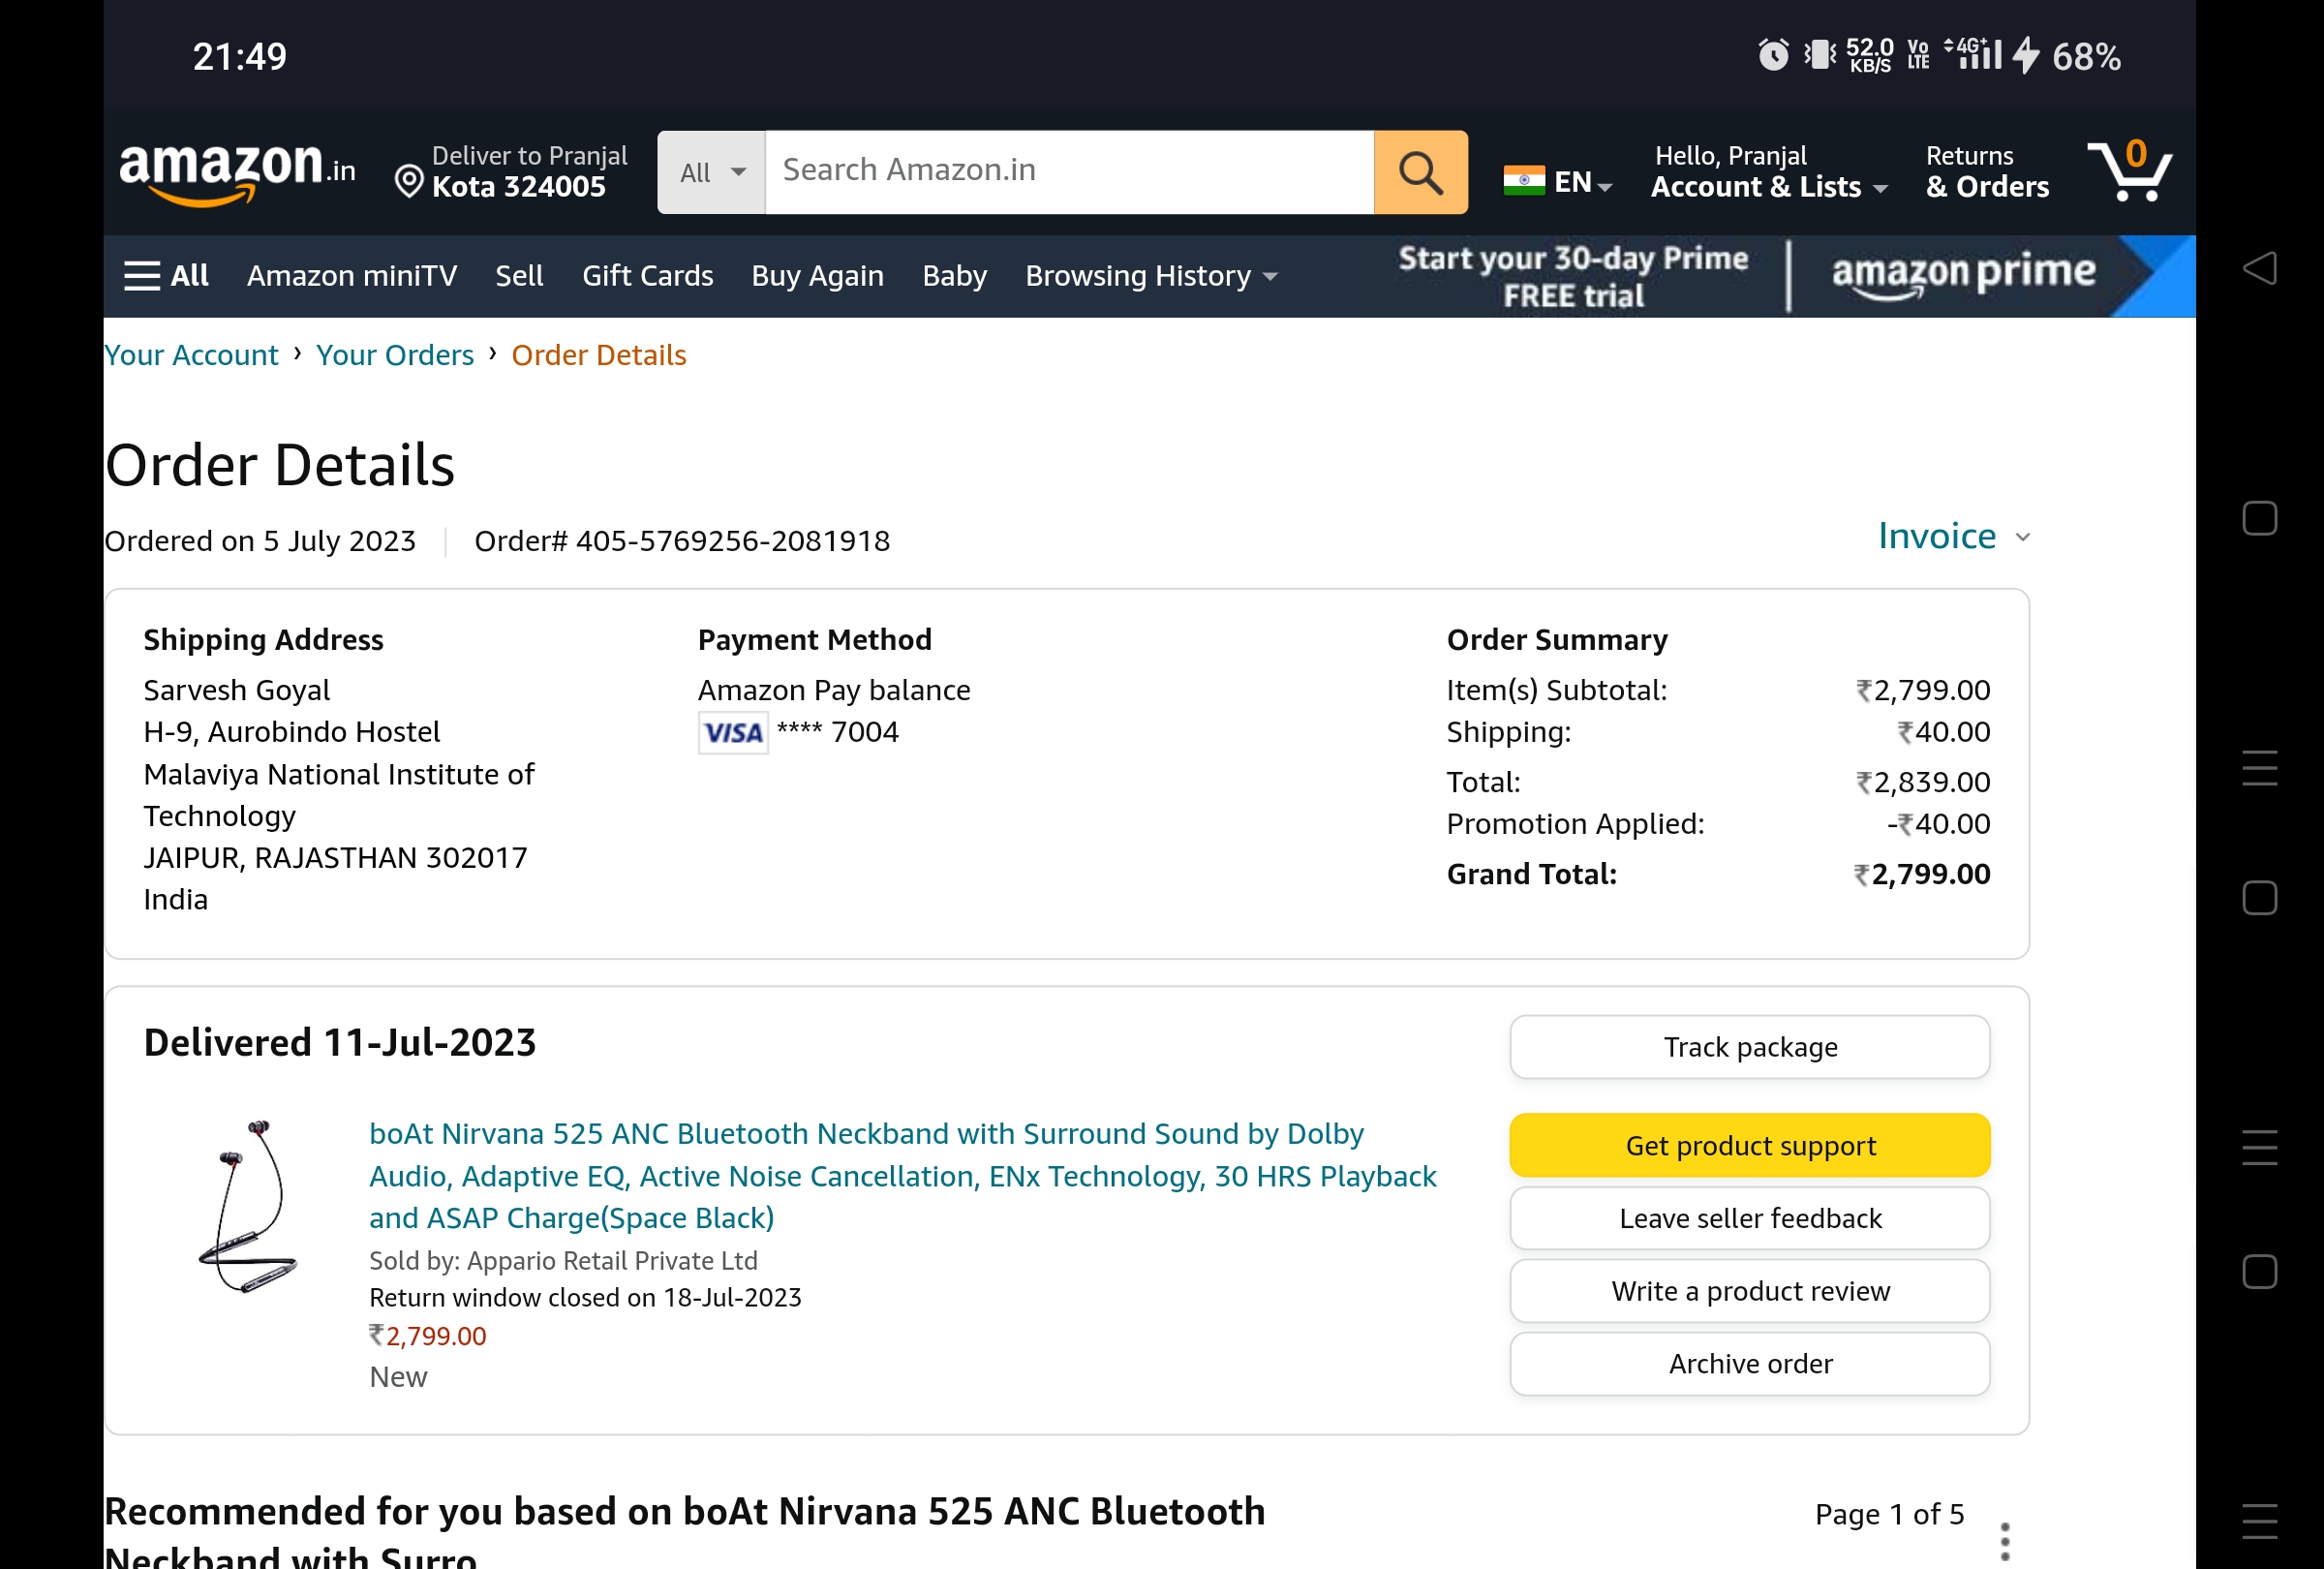 21:49
52.0 KB/S Vo LTE 4G+ 68%
amazon.in
Deliver to Pranjal
Kota 324005
All
Search Amazon.in
EN
Hello, Pranjal
Account & Lists
Returns
& Orders
0
All Amazon miniTV Sell Gift Cards Buy Again Baby Browsing History
Start your 30-day Prime
FREE trial
amazon prime
Your Account › Your Orders › Order Details
Order Details
Ordered on 5 July 2023 Order# 405-5769256-2081918
Invoice
Shipping Address
Sarvesh Goyal
H-9, Aurobindo Hostel
Malaviya National Institute of
Technology
JAIPUR, RAJASTHAN 302017
India
Payment Method
Amazon Pay balance
VISA **** 7004
Order Summary
Item(s) Subtotal: ₹2,799.00
Shipping: ₹40.00
Total: ₹2,839.00
Promotion Applied: -₹40.00
Grand Total: ₹2,799.00
Delivered 11-Jul-2023
boAt Nirvana 525 ANC Bluetooth Neckband with Surround Sound by Dolby
Audio, Adaptive EQ, Active Noise Cancellation, ENx Technology, 30 HRS Playback
and ASAP Charge(Space Black)
Sold by: Appario Retail Private Ltd
Return window closed on 18-Jul-2023
₹2,799.00
New
Track package
Get product support
Leave seller feedback
Write a product review
Archive order
Recommended for you based on boAt Nirvana 525 ANC Bluetooth
Neckband with Surro
Page 1 of 5